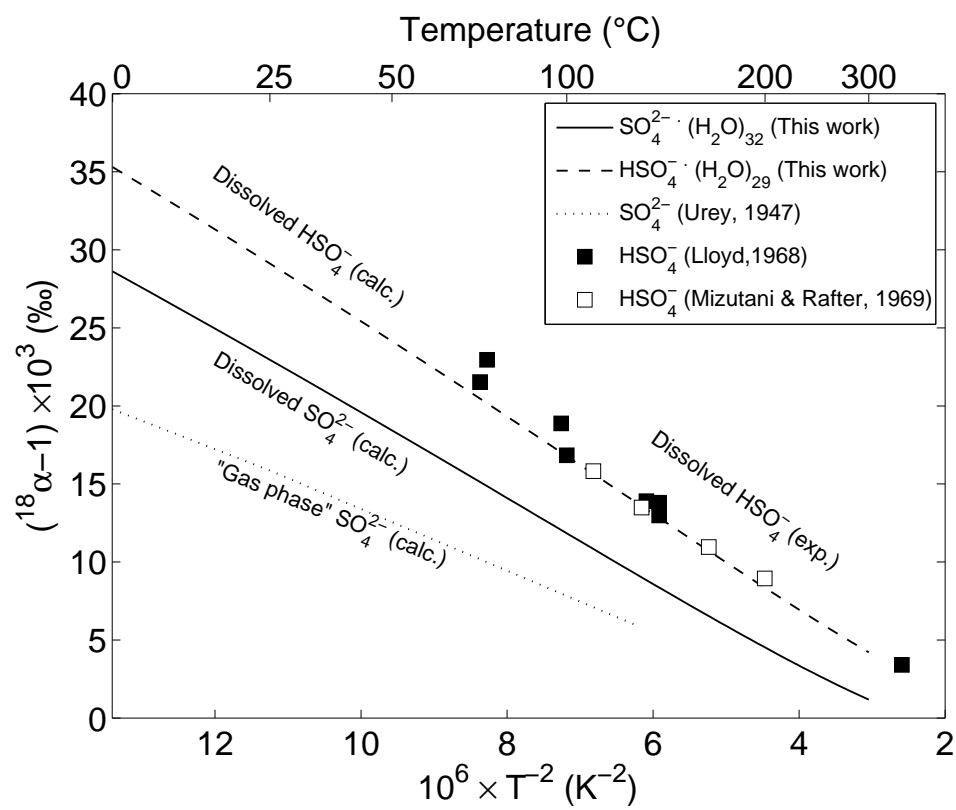 Temperature (°C)
0 25 50 100 200 300
40
35
30
25
20
15
10
5
0
(¹⁸α−1) ×10³ (‰)
SO₄²⁻·(H₂O)₃₂ (This work)
HSO₄⁻·(H₂O)₂₉ (This work)
SO₄²⁻ (Urey, 1947)
HSO₄⁻ (Lloyd,1968)
HSO₄⁻ (Mizutani & Rafter, 1969)
Dissolved HSO₄⁻ (calc.)
Dissolved SO₄²⁻ (calc.)
"Gas phase" SO₄²⁻ (calc.)
Dissolved HSO₄⁻ (exp.)
12 10 8 6 4 2
10⁶ × T⁻² (K⁻²)